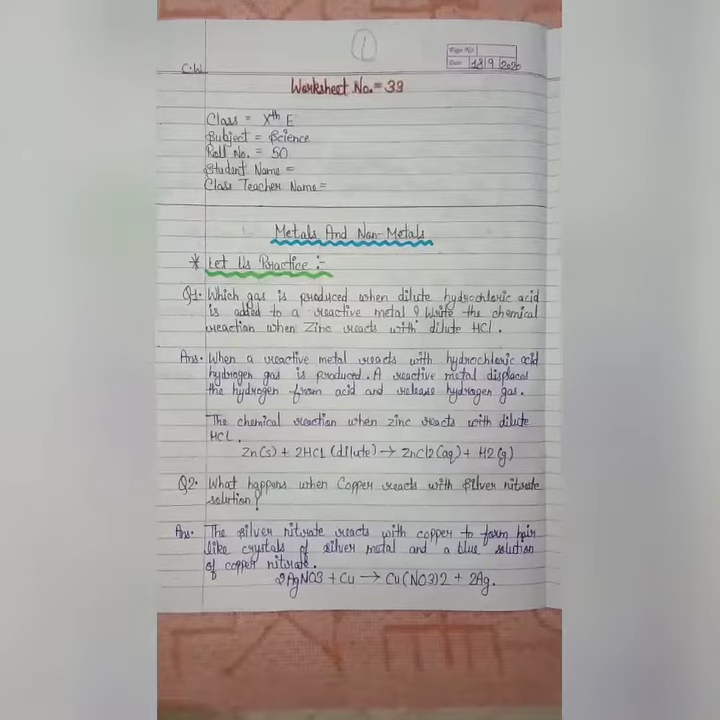 1
Page No.
C.W.
Date 13/9/2020
Worksheet No. = 39
Class = Xth E
Subject = Science
Roll No. = 50
Student Name =
Class Teacher Name =
Metals And Non-Metals
* Let Us Practice :-
Q1. Which gas is produced when dilute hydrochloric acid
is added to a reactive metal? Write the chemical
reaction when Zinc reacts with dilute HCL.
Ans. When a reactive metal reacts with hydrochloric acid
hydrogen gas is produced. A reactive metal displaces
the hydrogen from acid and release hydrogen gas.
The chemical reaction when zinc reacts with dilute
HCL.
Zn(s) + 2HCL (dilute) → ZnCl2(aq) + H2(g)
Q2. What happens when Copper reacts with Silver nitrate
solution?
Ans. The silver nitrate reacts with copper to form hair
like crystals of silver metal and a blue solution
of copper nitrate.
2AgNO3 + Cu → Cu(NO3)2 + 2Ag.